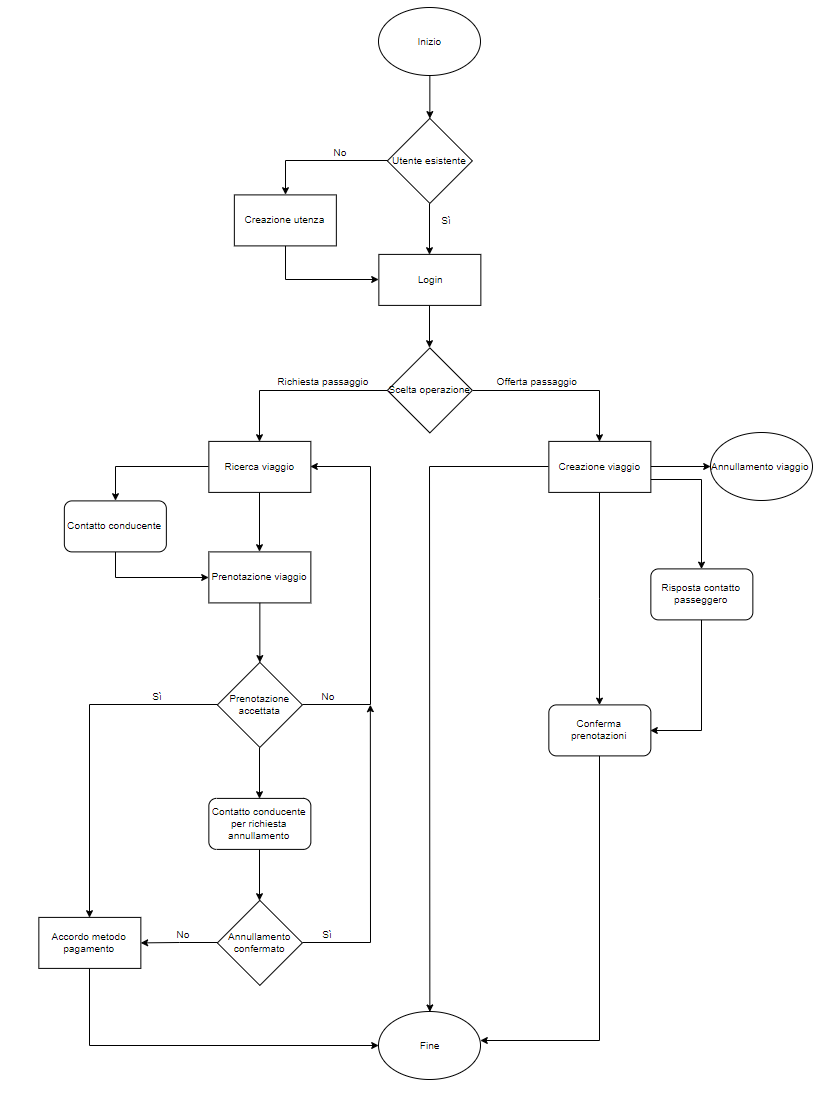 Inizio
No
Utente esistente
Creazione utenza
Sì
Login
Richiesta passaggio
Scelta operazione
Offerta passaggio
Ricerca viaggio
Creazione viaggio
Annullamento viaggio
Contatto conducente
Prenotazione viaggio
Risposta contatto
passeggero
Sì
Prenotazione
accettata
No
Conferma
prenotazioni
Contatto conducente
per richiesta
annullamento
Accordo metodo
pagamento
No
Annullamento
confermato
Sì
Fine